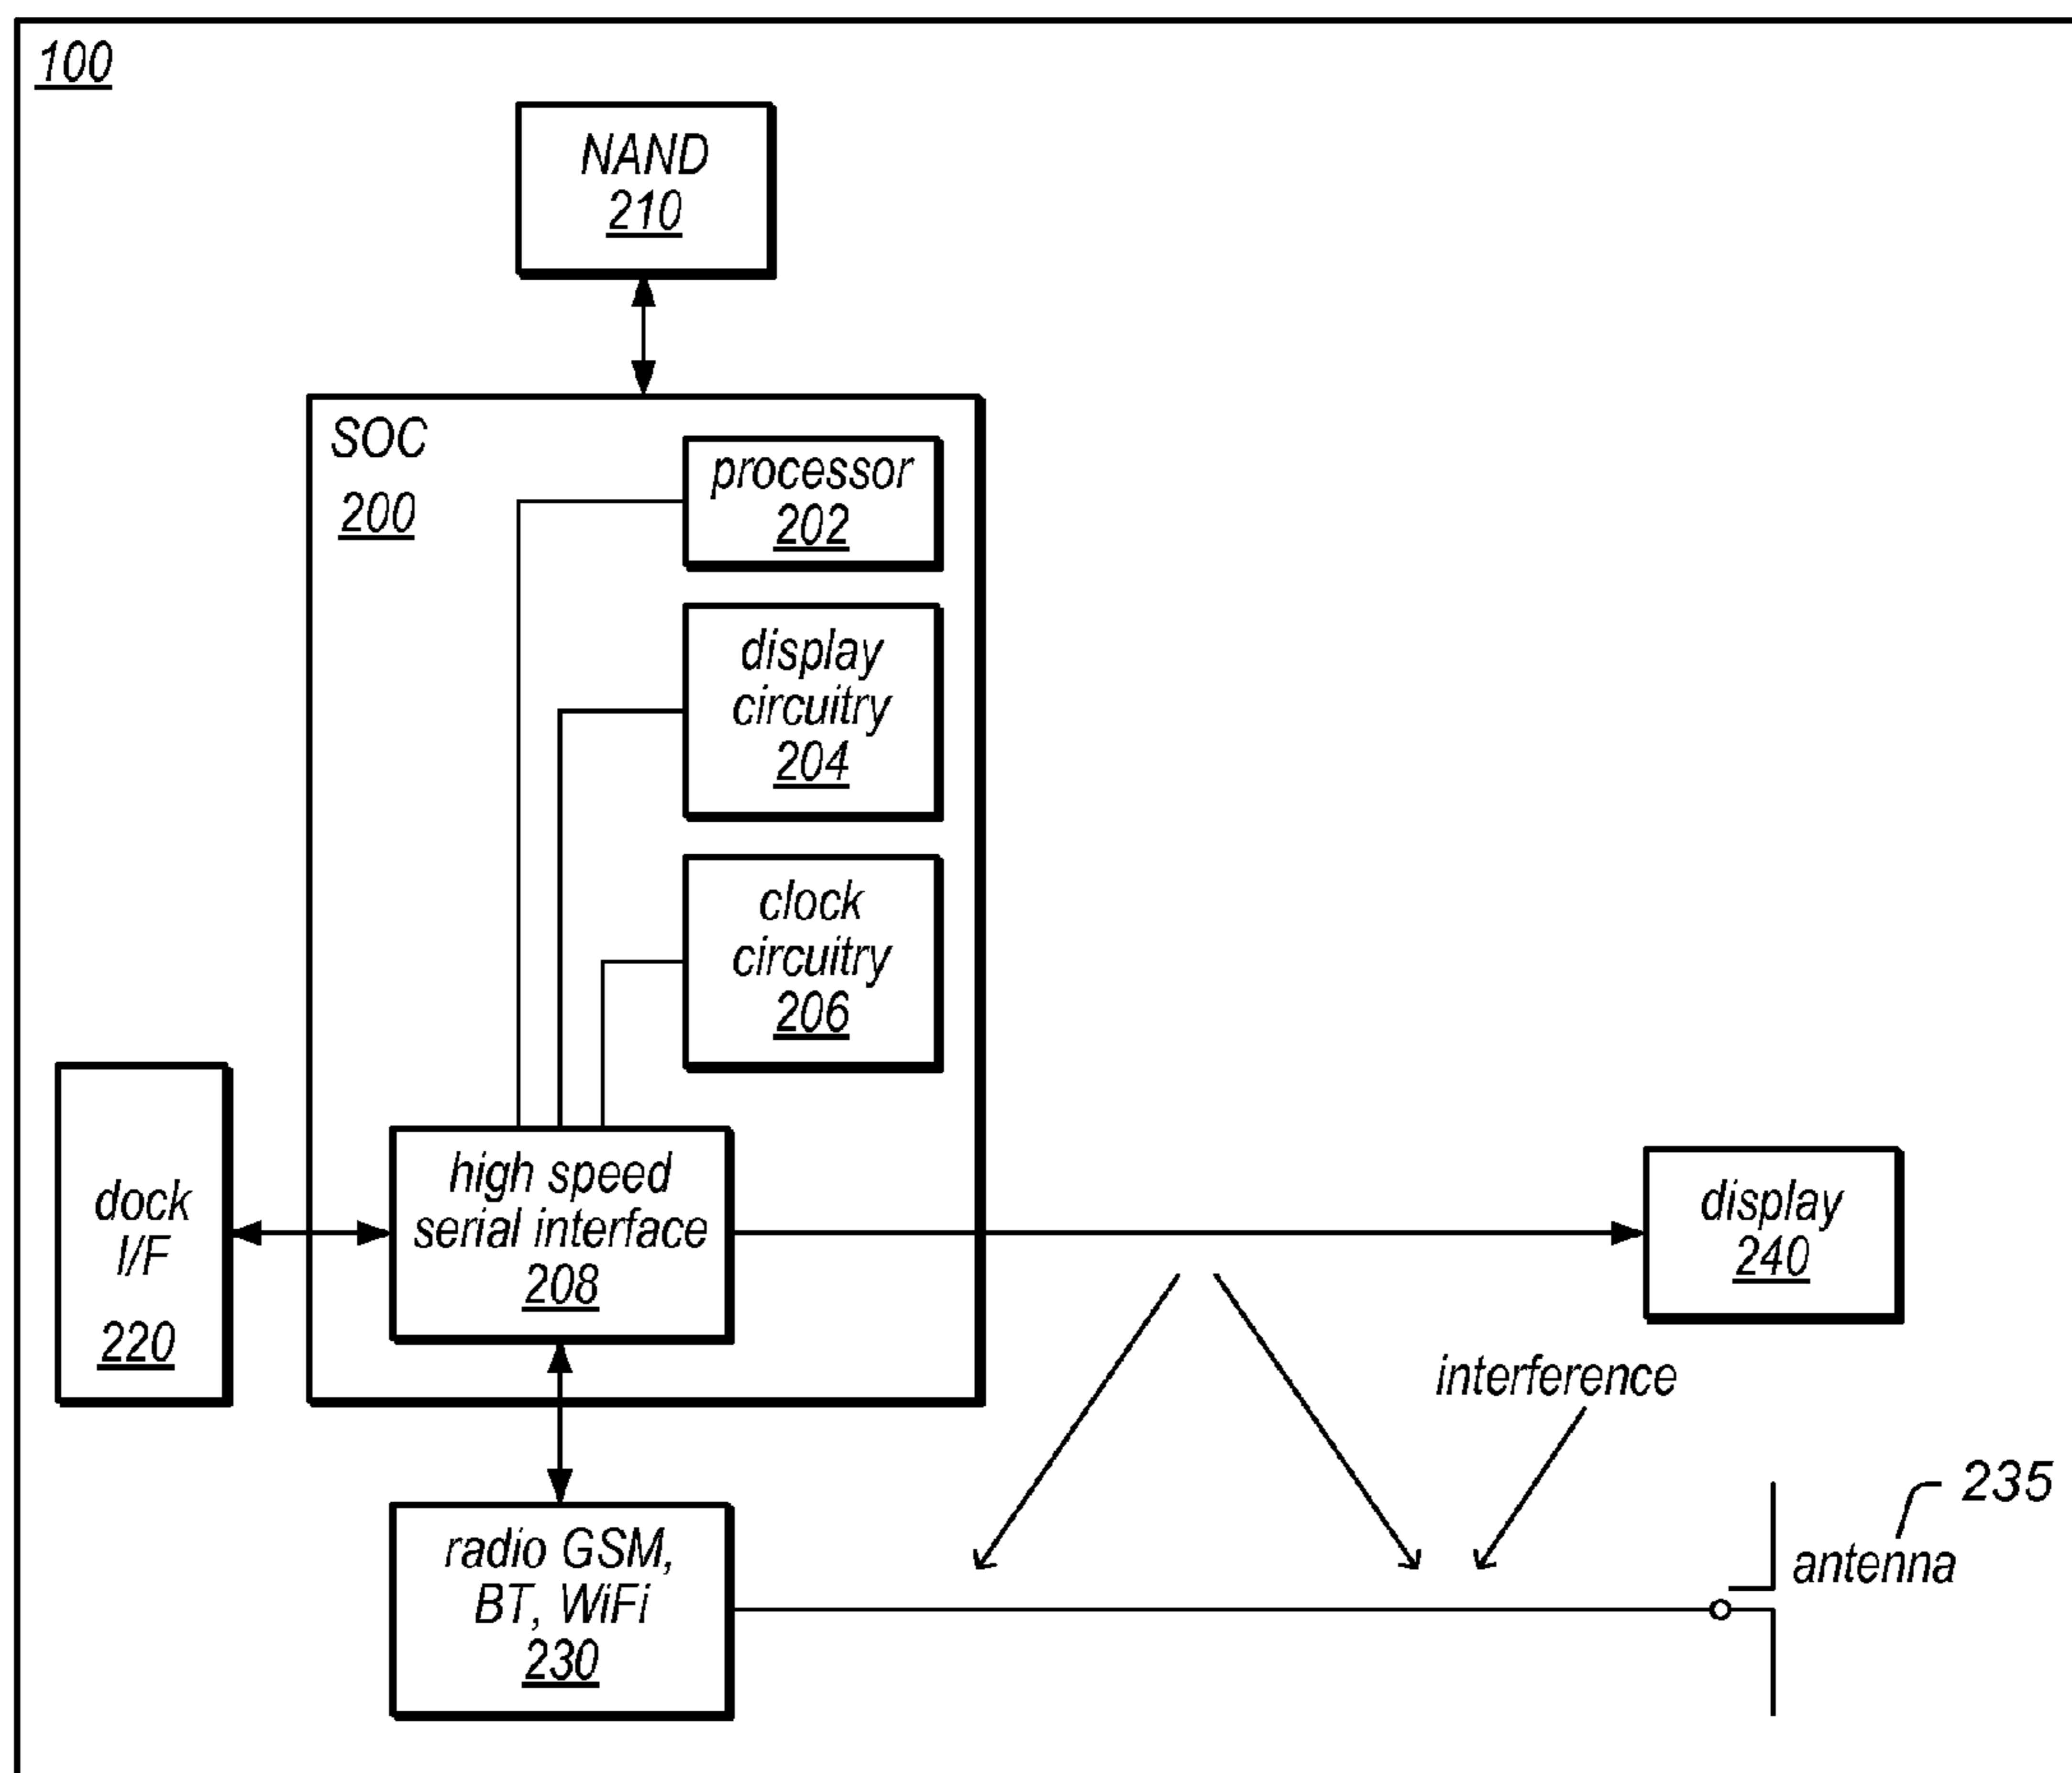 100
NAND
210
SOC
200
processor
202
display
circuitry
204
clock
circuitry
206
dock
I/F
220
high speed
serial interface
208
display
240
interference
235
antenna
radio GSM,
BT, WiFi
230